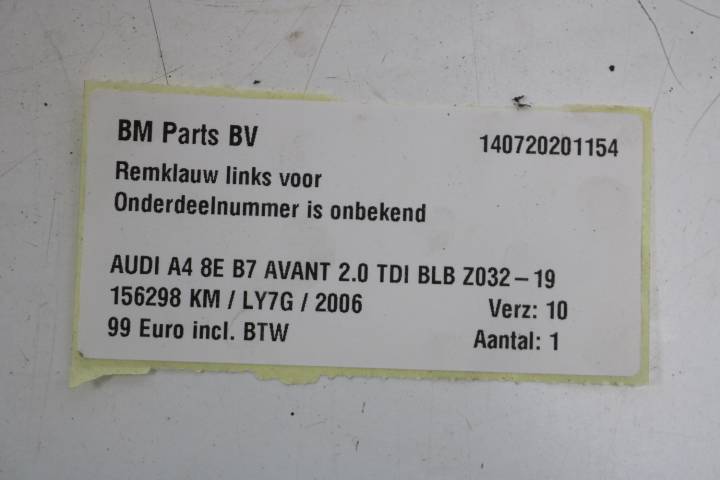 BM Parts BV 140720201154
Remklauw links voor
Onderdeelnummer is onbekend
AUDI A4 8E B7 AVANT 2.0 TDI BLB Z032-19
156298 KM / LY7G / 2006 Verz: 10
99 Euro incl. BTW Aantal: 1